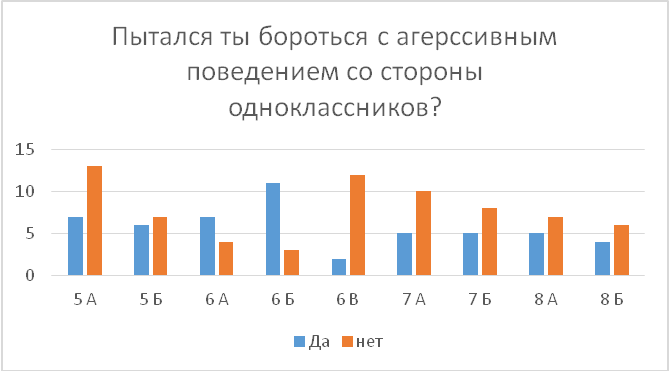 Пытался ты бороться с агерссивным
поведением со стороны
одноклассников?
15
10
5
0
5 А 5 Б 6 А 6 Б 6 В 7 А 7 Б 8 А 8 Б
Да нет